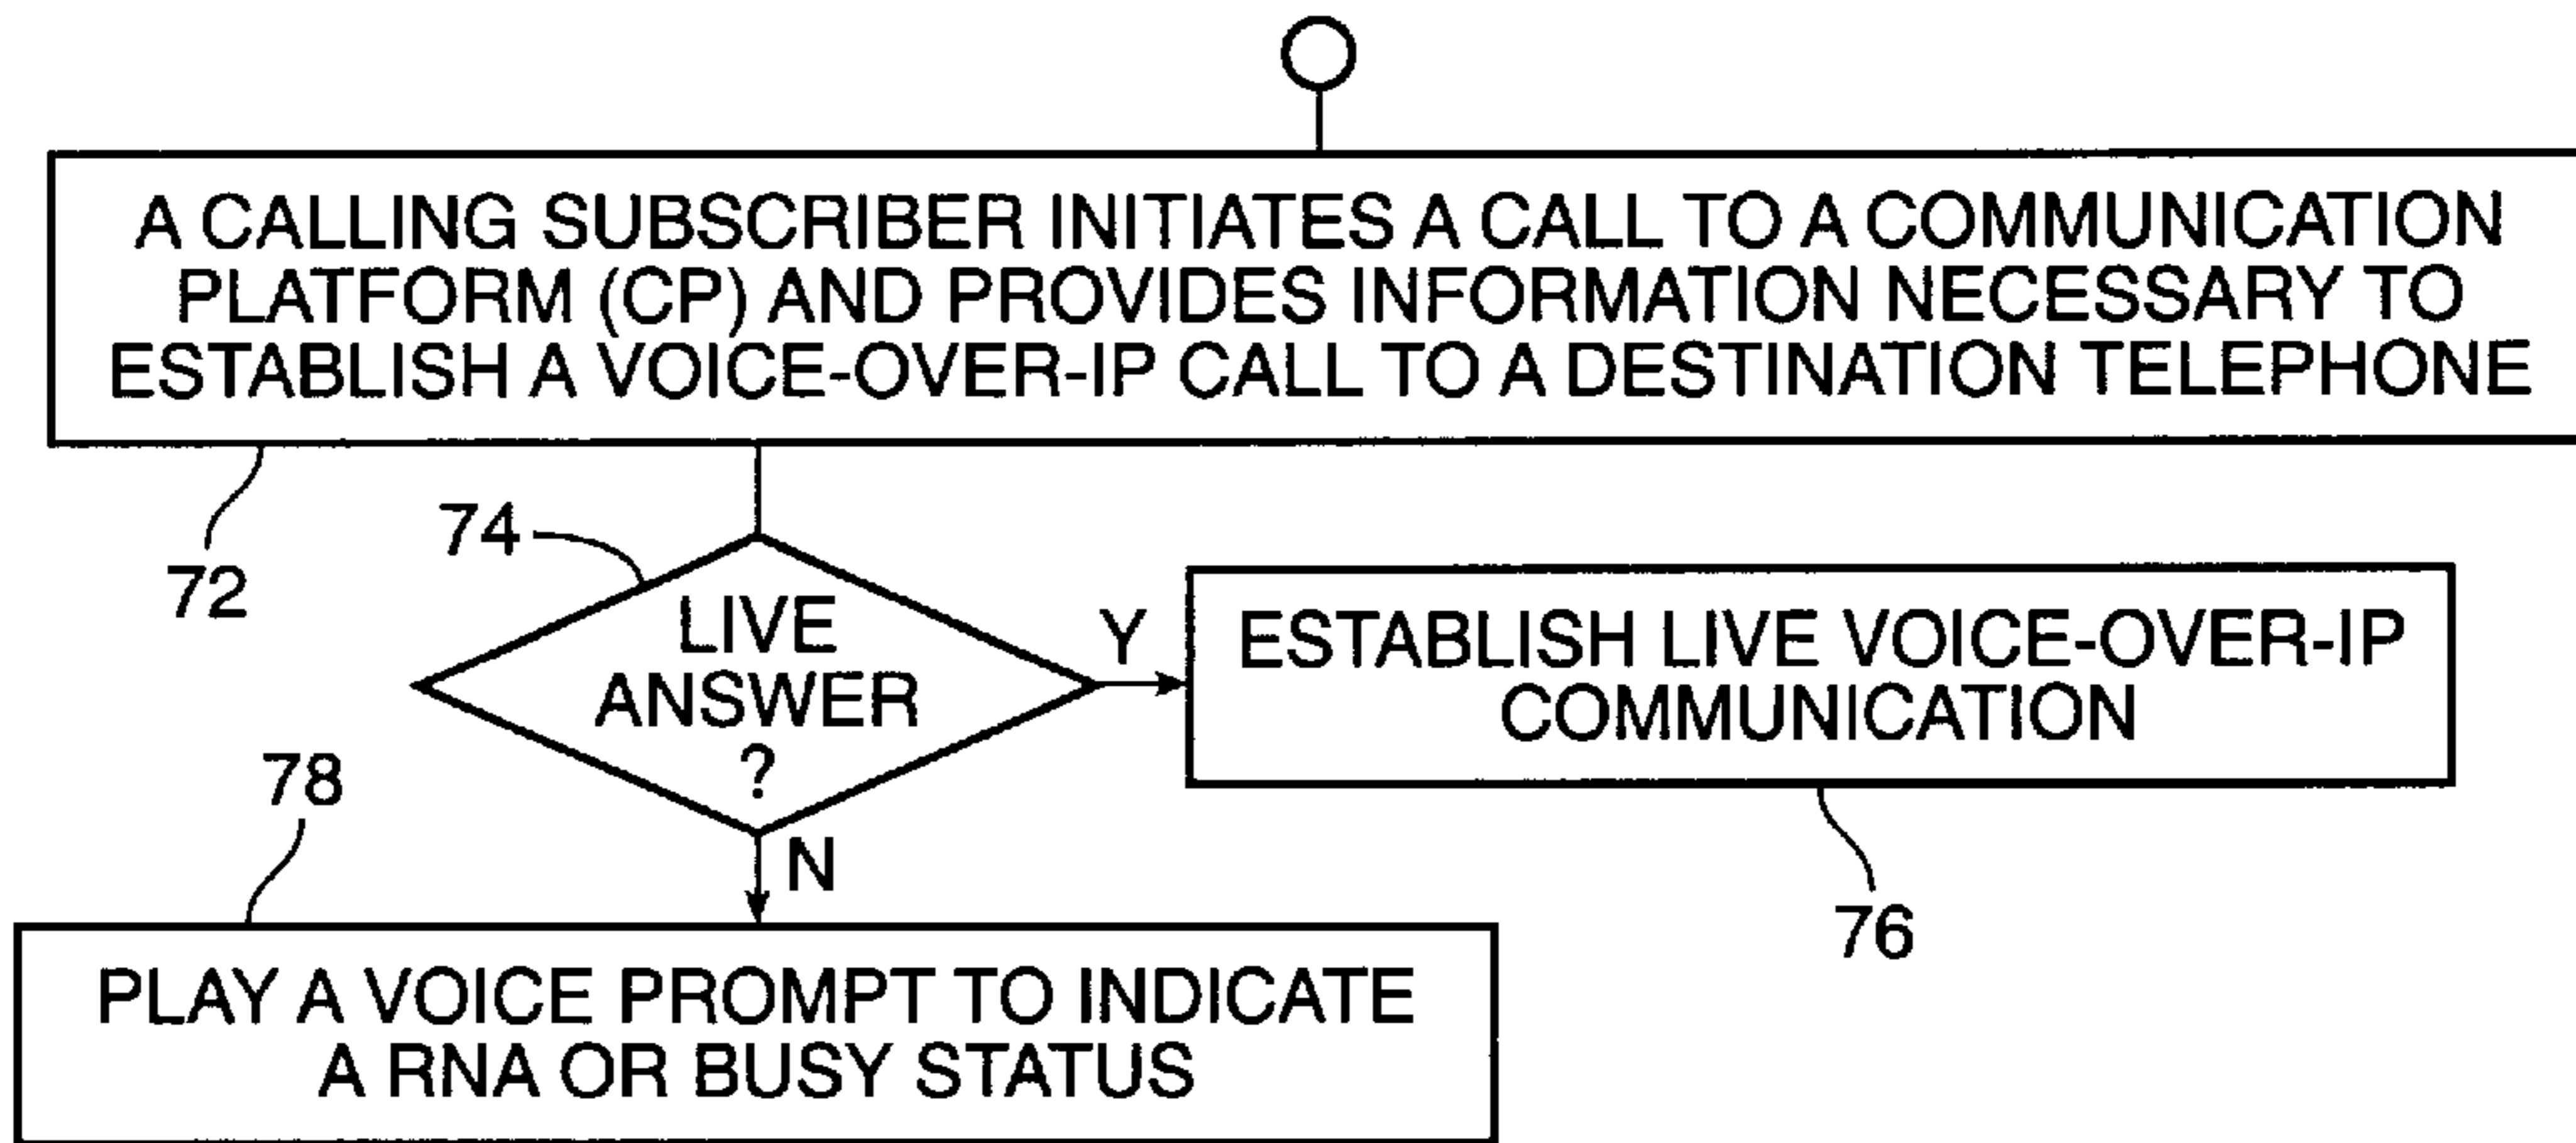 A CALLING SUBSCRIBER INITIATES A CALL TO A COMMUNICATION
PLATFORM (CP) AND PROVIDES INFORMATION NECESSARY TO
ESTABLISH A VOICE-OVER-IP CALL TO A DESTINATION TELEPHONE
72
74
LIVE
ANSWER
?
Y
ESTABLISH LIVE VOICE-OVER-IP
COMMUNICATION
76
N
78
PLAY A VOICE PROMPT TO INDICATE
A RNA OR BUSY STATUS